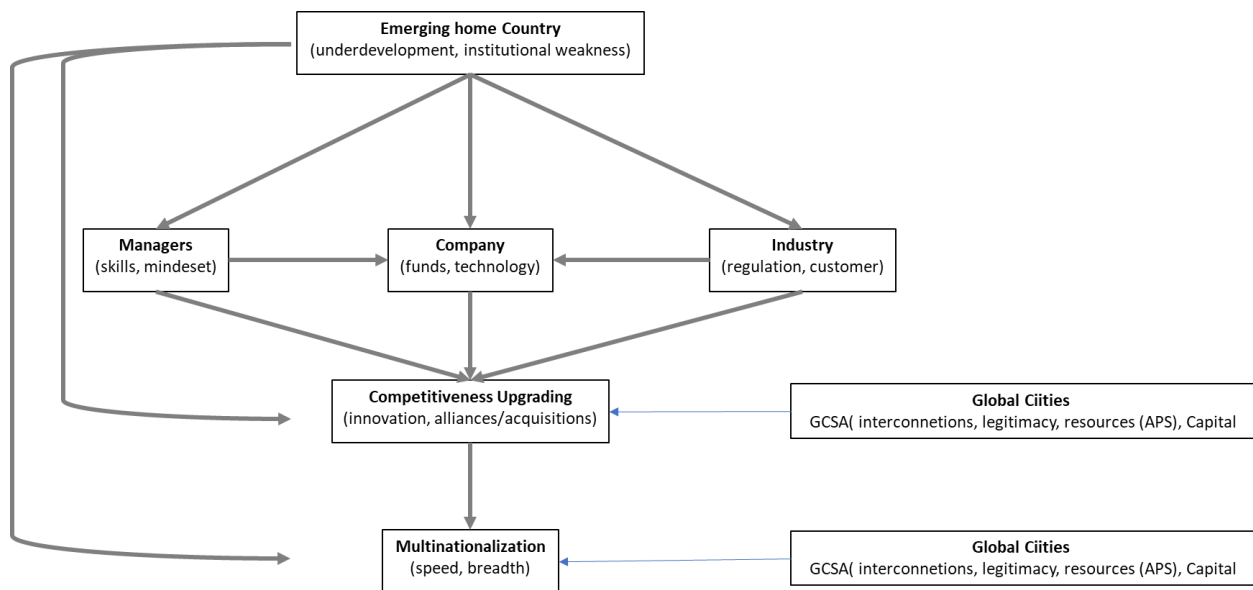 Emerging home Country
(underdevelopment, institutional weakness)
Managers
(skills, mindeset)
Company
(funds, technology)
Industry
(regulation, customer)
Competitiveness Upgrading
(innovation, alliances/acquisitions)
Global Ciities
GCSA( interconnetions, legitimacy, resources (APS), Capital
Multinationalization
(speed, breadth)
Global Ciities
GCSA( interconnetions, legitimacy, resources (APS), Capital